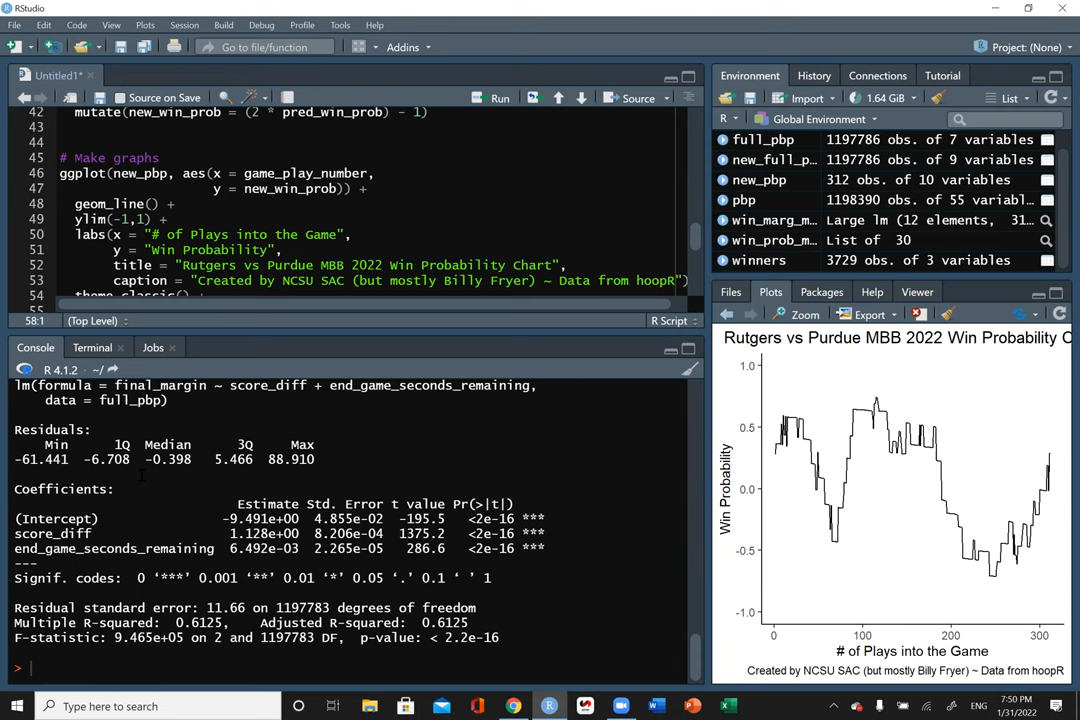 RStudio
File Edit Code View Plots Session Build Debug Profile Tools Help
Go to file/function Addins Project: (None)
Untitled1*
Source on Save Run Source
42 mutate(new_win_prob = (2 * pred_win_prob) - 1)
43
44
45 # Make graphs
46 ggplot(new_pbp, aes(x = game_play_number,
47 y = new_win_prob)) +
48 geom_line() +
49 ylim(-1,1) +
50 labs(x = "# of Plays into the Game",
51 y = "Win Probability",
52 title = "Rutgers vs Purdue MBB 2022 Win Probability Chart",
53 caption = "Created by NCSU SAC (but mostly Billy Fryer) ~ Data from hoopR")
54 theme_classic() +
55
58:1 (Top Level) R Script
Console Terminal Jobs
R 4.1.2 · ~/
lm(formula = final_margin ~ score_diff + end_game_seconds_remaining,
data = full_pbp)
Residuals:
Min 1Q Median 3Q Max
-61.441 -6.708 -0.398 5.466 88.910
Coefficients:
Estimate Std. Error t value Pr(>|t|)
(Intercept) -9.491e+00 4.855e-02 -195.5 <2e-16 ***
score_diff 1.128e+00 8.206e-04 1375.2 <2e-16 ***
end_game_seconds_remaining 6.492e-03 2.265e-05 286.6 <2e-16 ***
---
Signif. codes: 0 ‘***’ 0.001 ‘**’ 0.01 ‘*’ 0.05 ‘.’ 0.1 ‘ ’ 1
Residual standard error: 11.66 on 1197783 degrees of freedom
Multiple R-squared: 0.6125, Adjusted R-squared: 0.6125
F-statistic: 9.465e+05 on 2 and 1197783 DF, p-value: < 2.2e-16
>
Environment History Connections Tutorial
Import 1.64 GiB List
R Global Environment
full_pbp 1197786 obs. of 7 variables
new_full_p… 1197786 obs. of 9 variables
new_pbp 312 obs. of 10 variables
pbp 1198390 obs. of 55 variabl…
win_marg_m… Large lm (12 elements, 31…
win_prob_m… List of 30
winners 3729 obs. of 3 variables
Files Plots Packages Help Viewer
Zoom Export
Rutgers vs Purdue MBB 2022 Win Probability C
1.0
0.5
0.0
-0.5
-1.0
Win Probability
0 100 200 300
# of Plays into the Game
Created by NCSU SAC (but mostly Billy Fryer) ~ Data from hoopR
Type here to search
ENG
7:50 PM
1/31/2022